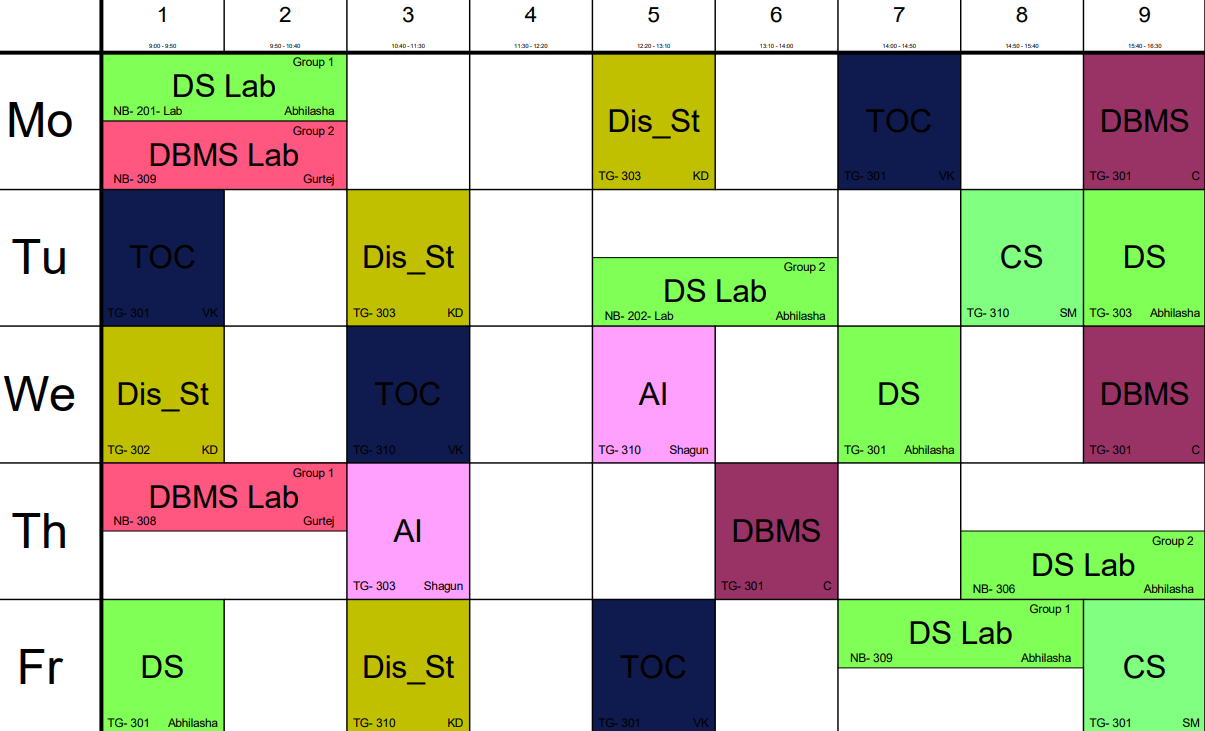 1 2 3 4 5 6 7 8 9
9:00 - 9:50 9:50 - 10:40 10:40 - 11:30 11:30 - 12:20 12:20 - 13:10 13:10 - 14:00 14:00 - 14:50 14:50 - 15:40 15:40 - 16:30
Mo
Group 1
DS Lab
NB- 201- Lab Abhilasha
Group 2
DBMS Lab
NB- 309 Gurtej
Dis_St
TG- 303 KD
TOC
TG- 301 VK
DBMS
TG- 301 C
Tu
TOC
TG- 301 VK
Dis_St
TG- 303 KD
Group 2
DS Lab
NB- 202- Lab Abhilasha
CS
TG- 310 SM
DS
TG- 303 Abhilasha
We
Dis_St
TG- 302 KD
TOC
TG- 310 VK
AI
TG- 310 Shagun
DS
TG- 301 Abhilasha
DBMS
TG- 301 C
Th
Group 1
DBMS Lab
NB- 308 Gurtej
AI
TG- 303 Shagun
DBMS
TG- 301 C
Group 2
DS Lab
NB- 306 Abhilasha
Fr
DS
TG- 301 Abhilasha
Dis_St
TG- 310 KD
TOC
TG- 301 VK
Group 1
DS Lab
NB- 309 Abhilasha
CS
TG- 301 SM